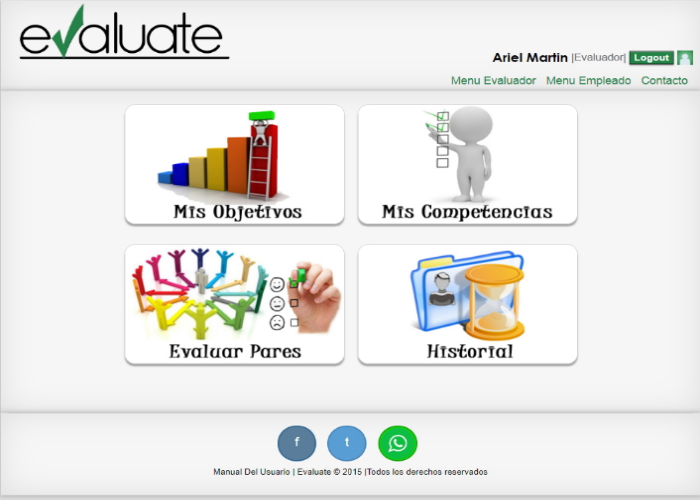 evaluate
Ariel Martin |Evaluador| Logout
Menu Evaluador Menu Empleado Contacto
Mis Objetivos
Mis Competencias
Evaluar Pares
Historial
f t
Manual Del Usuario | Evaluate © 2015 |Todos los derechos reservados